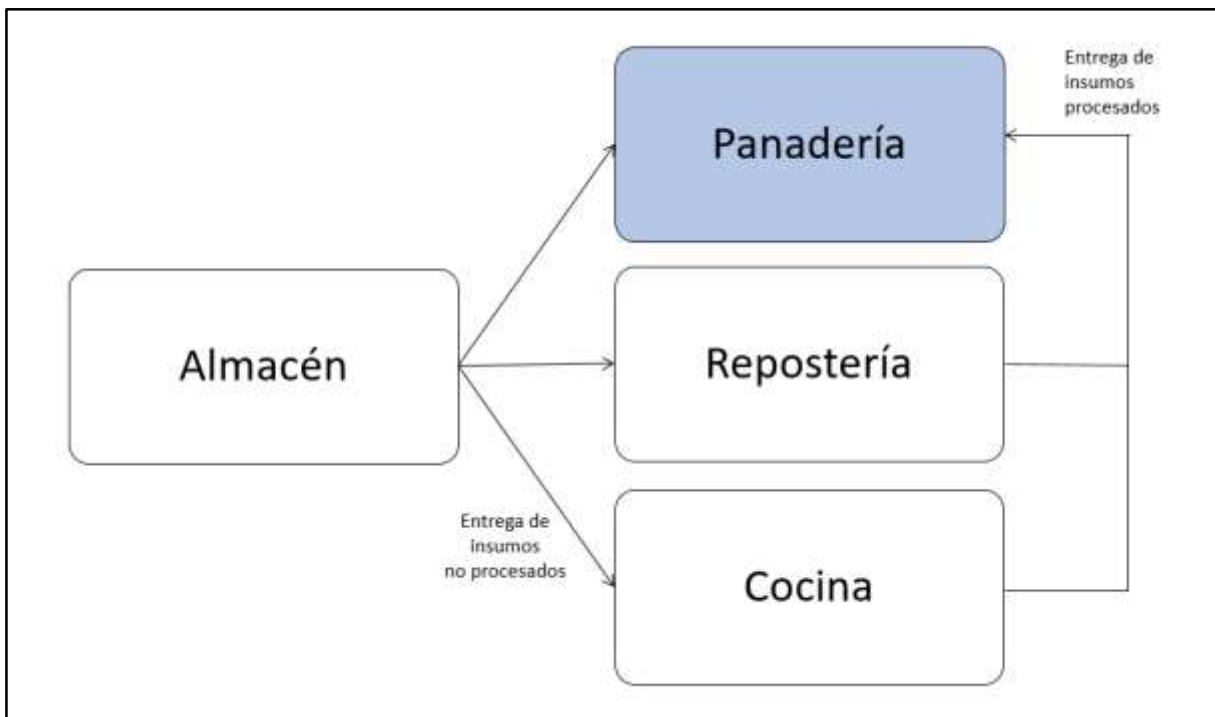 Entrega de
insumos
procesados
Panadería
Almacén
Repostería
Entrega de
insumos
no procesados
Cocina